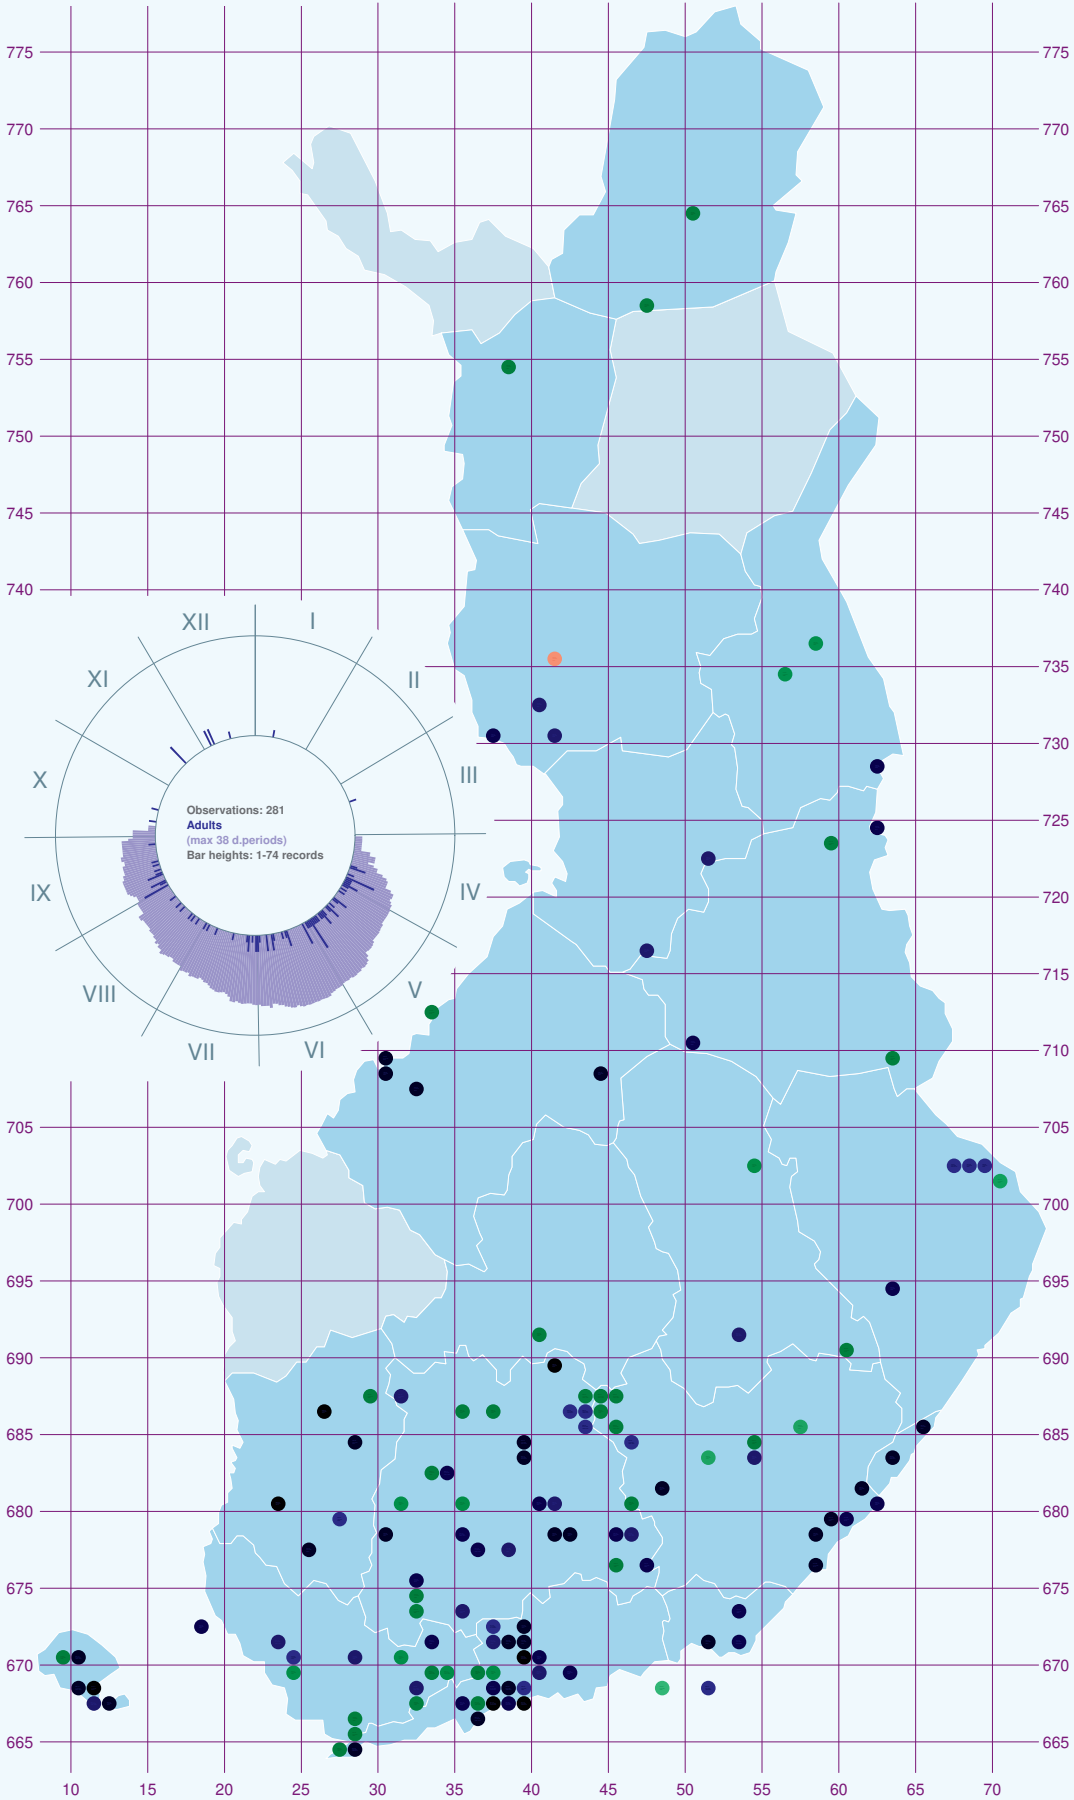 775 775
770 770
765 765
760 760
755 755
750 750
745 745
740 740
XII I
735 735
XI II
730 730
X III
725 725
Observations: 281
Adults
(max 38 d.periods)
Bar heights: 1-74 records
720 720
IX IV
715 715
VIII V
VII VI
710 710
705 705
700 700
695 695
690 690
685 685
680 680
675 675
670 670
665 665
10 15 20 25 30 35 40 45 50 55 60 65 70